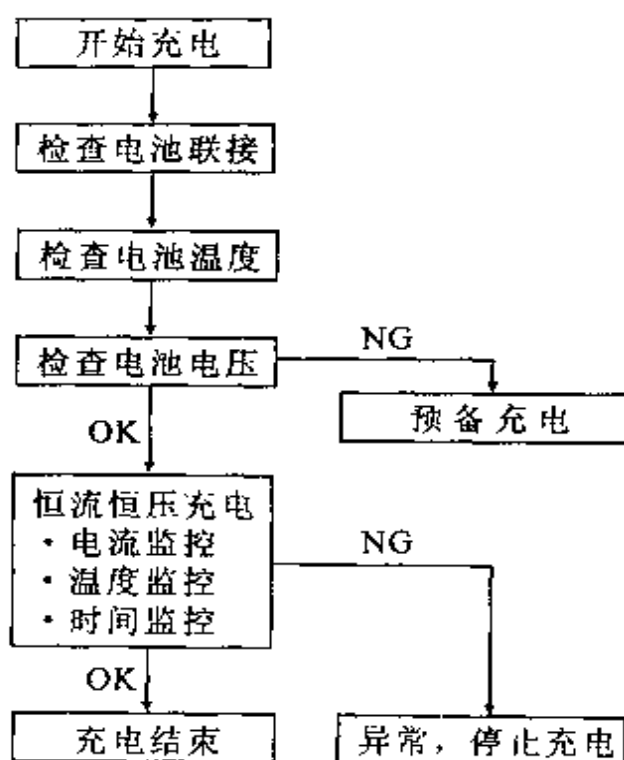 开始充电
检查电池联接
检查电池温度
检查电池电压
NG
预备充电
OK
恒流恒压充电
·电流监控
·温度监控
·时间监控
NG
OK
充电结束
异常，停止充电